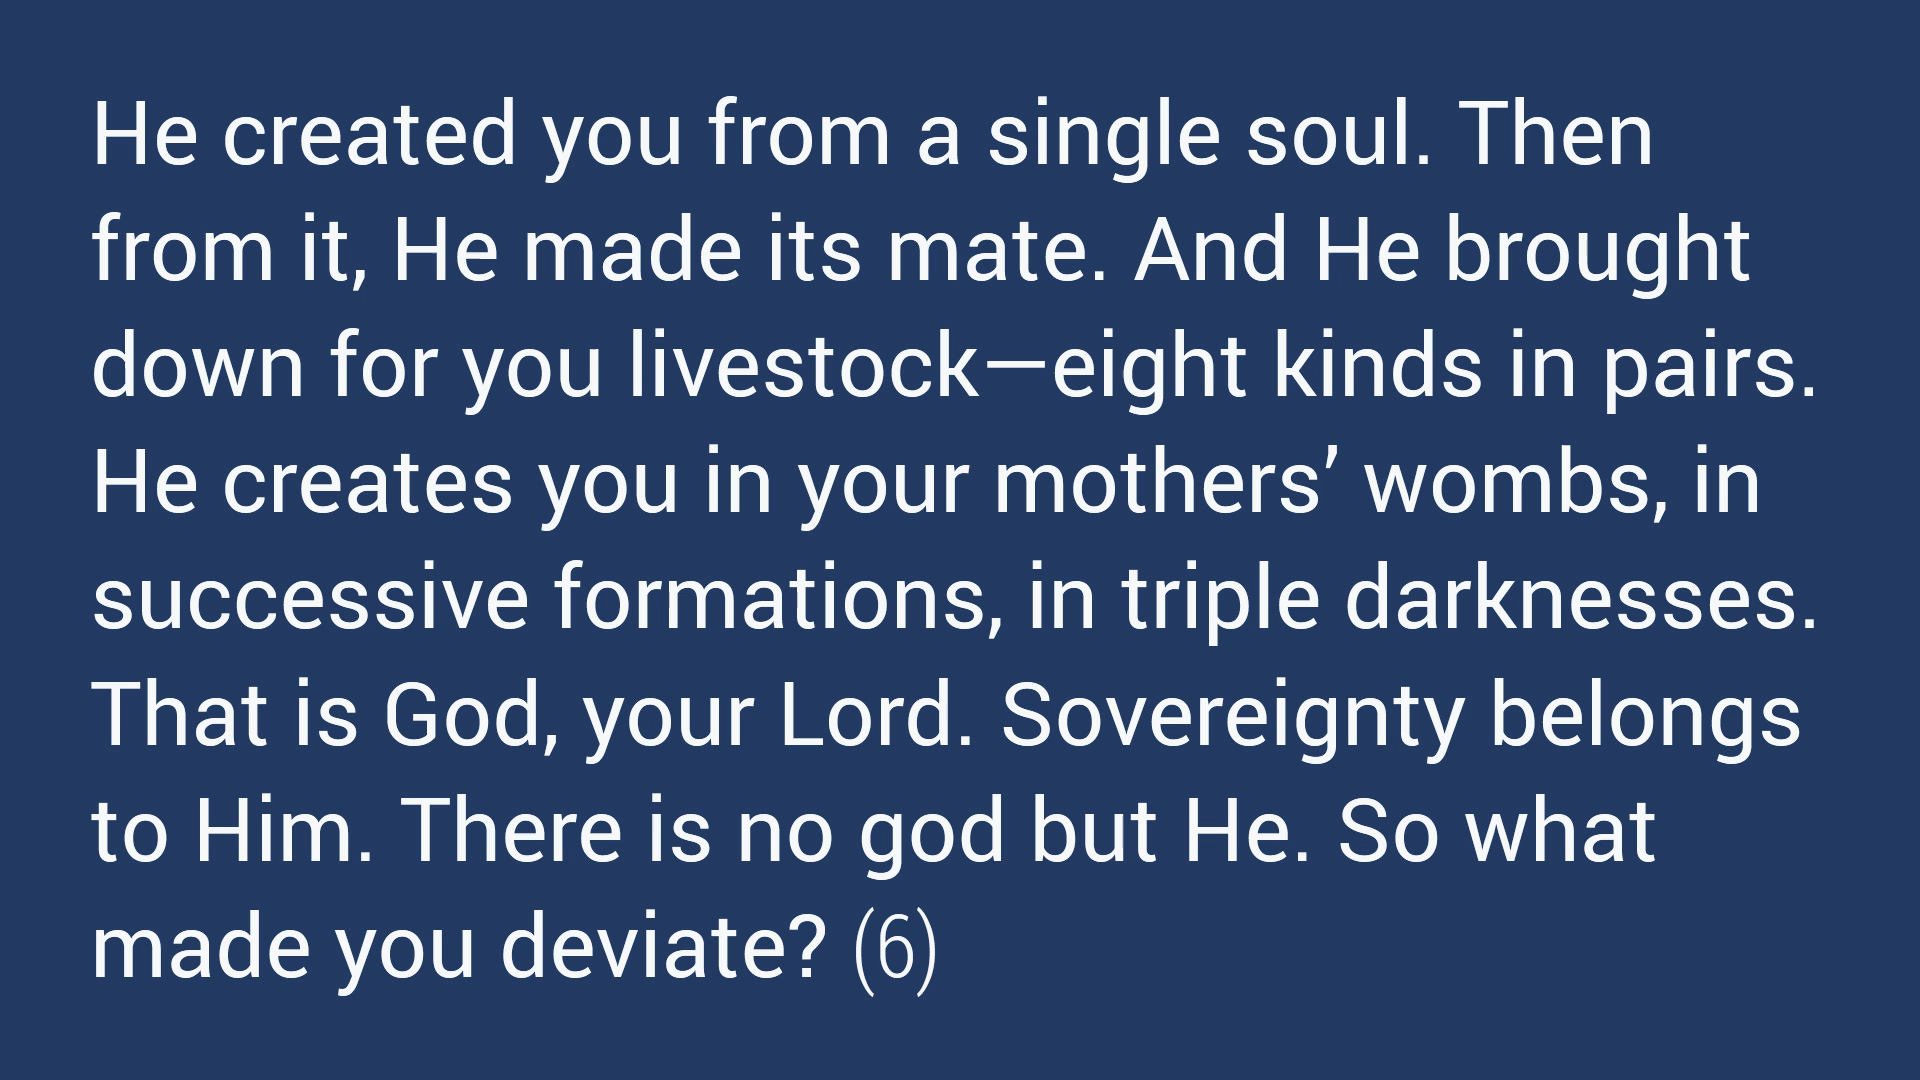 He created you from a single soul. Then
from it, He made its mate. And He brought
down for you livestock—eight kinds in pairs.
He creates you in your mothers’ wombs, in
successive formations, in triple darknesses.
That is God, your Lord. Sovereignty belongs
to Him. There is no god but He. So what
made you deviate? (6)